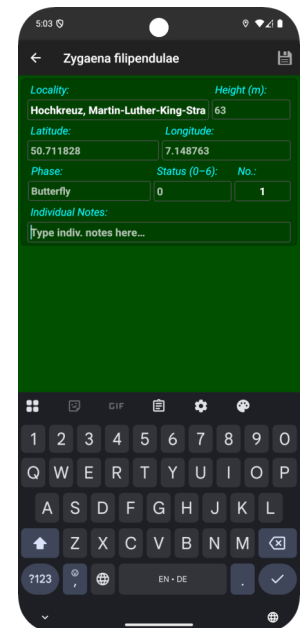 5:03
Zygaena filipendulae
Locality: Height (m):
Hochkreuz, Martin-Luther-King-Stra 63
Latitude: Longitude:
50.711828 7.148763
Phase: Status (0–6): No.:
Butterfly 0 1
Individual Notes:
Type indiv. notes here...
GIF
1 2 3 4 5 6 7 8 9 0
Q W E R T Y U I O P
A S D F G H J K L
Z X C V B N M
?123 , EN • DE .